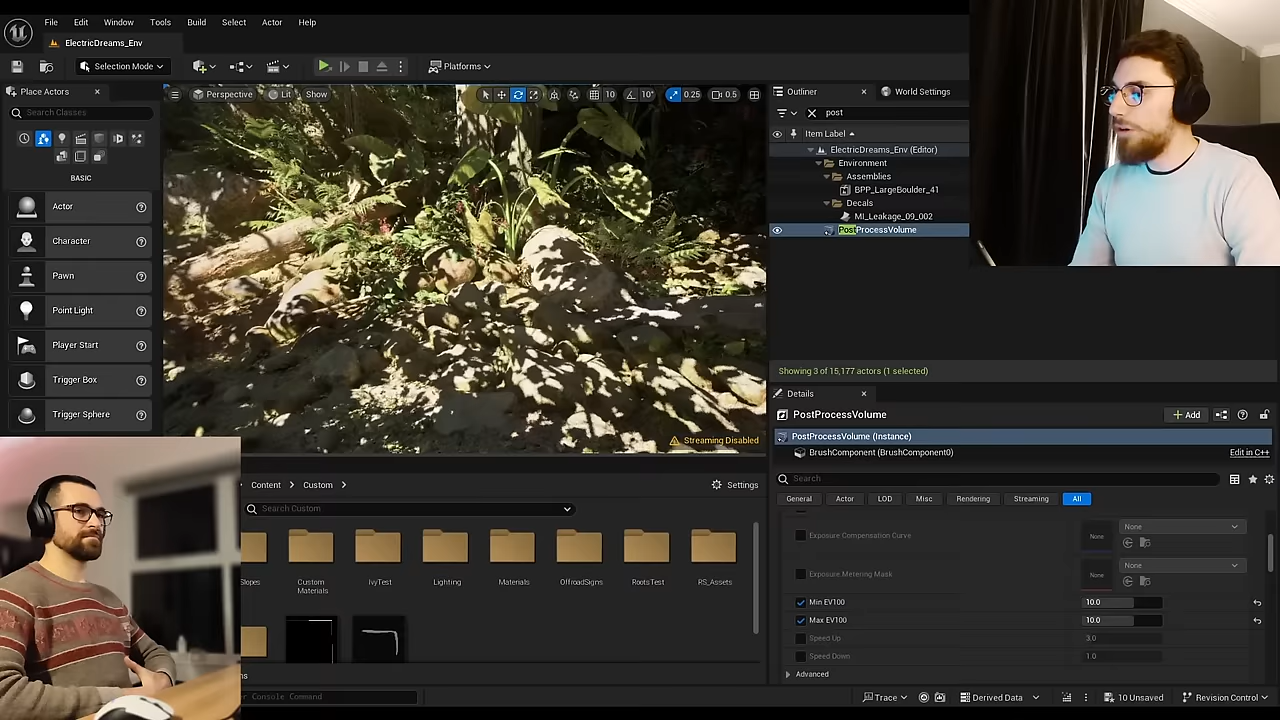 File Edit Window Tools Build Select Actor Help
ElectricDreams_Env
Selection Mode
Platforms
Place Actors
Search Classes
BASIC
Actor
Character
Pawn
Point Light
Player Start
Trigger Box
Trigger Sphere
Perspective Lit Show 10 10° 0.25 0.5
Streaming Disabled
Content Custom Settings
Search Custom
Slopes
Custom Materials
IvyTest
Lighting
Materials
OffroadSigns
RootsTest
RS_Assets
Console Command
Outliner World Settings
post
Item Label
ElectricDreams_Env (Editor)
Environment
Assemblies
BPP_LargeBoulder_41
Decals
MI_Leakage_09_002
PostProcessVolume
Showing 3 of 15,177 actors (1 selected)
Details
PostProcessVolume
Add
PostProcessVolume (Instance)
BrushComponent (BrushComponent0) Edit in C++
Search
General Actor LOD Misc Rendering Streaming All
Exposure Compensation Curve None None
Exposure Metering Mask None None
Min EV100 10.0
Max EV100 10.0
Speed Up 3.0
Speed Down 1.0
Advanced
Trace Derived Data 10 Unsaved Revision Control